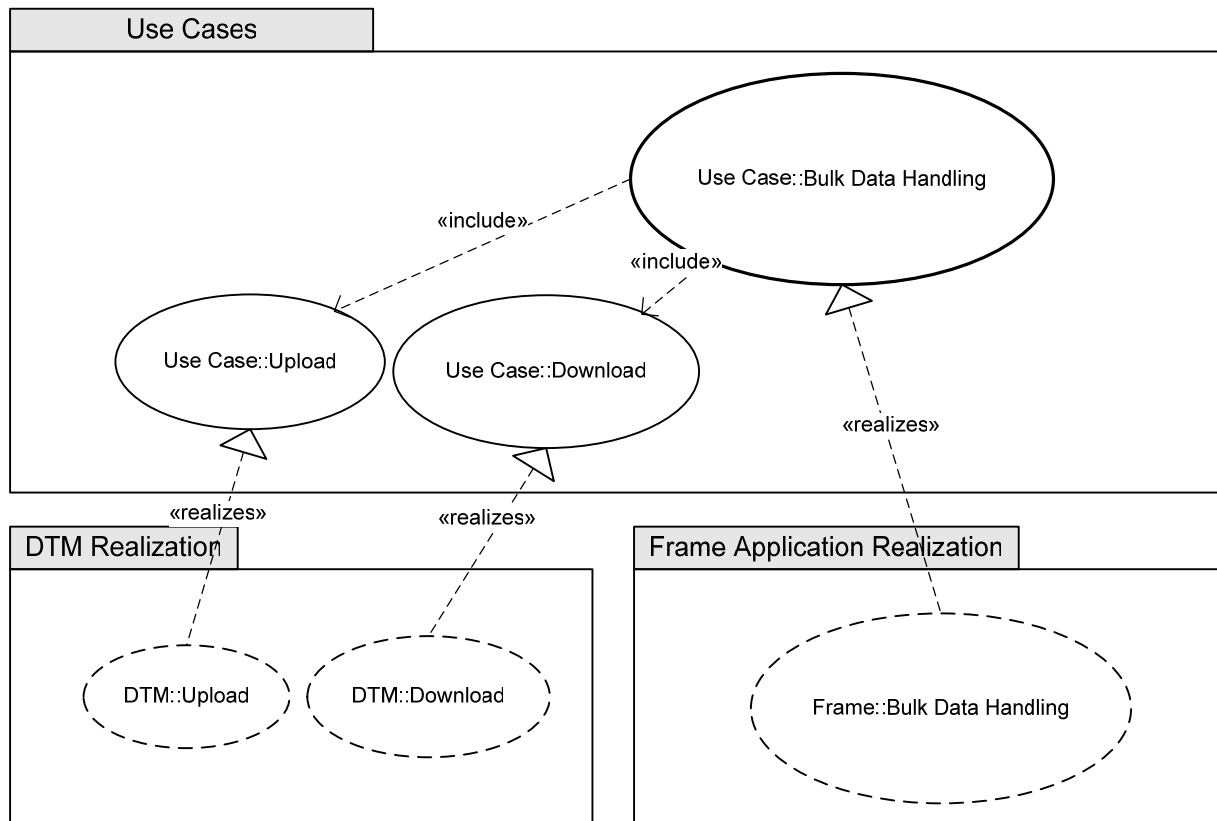 Use Cases
Use Case::Bulk Data Handling
«include»
«include»
Use Case::Upload
Use Case::Download
«realizes»
«realizes»
«realizes»
DTM Realization
Frame Application Realization
DTM::Upload
DTM::Download
Frame::Bulk Data Handling